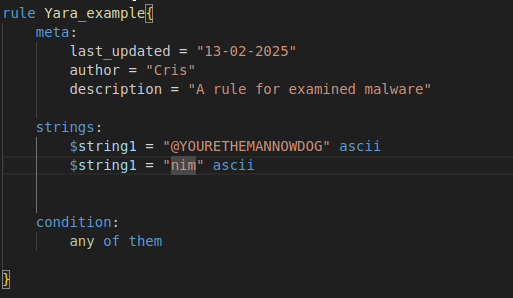 rule Yara_example{
meta:
last_updated = "13-02-2025"
author = "Cris"
description = "A rule for examined malware"
strings:
$string1 = "@YOURETHEMANNOWDOG" ascii
$string1 = "nim" ascii
condition:
any of them
}